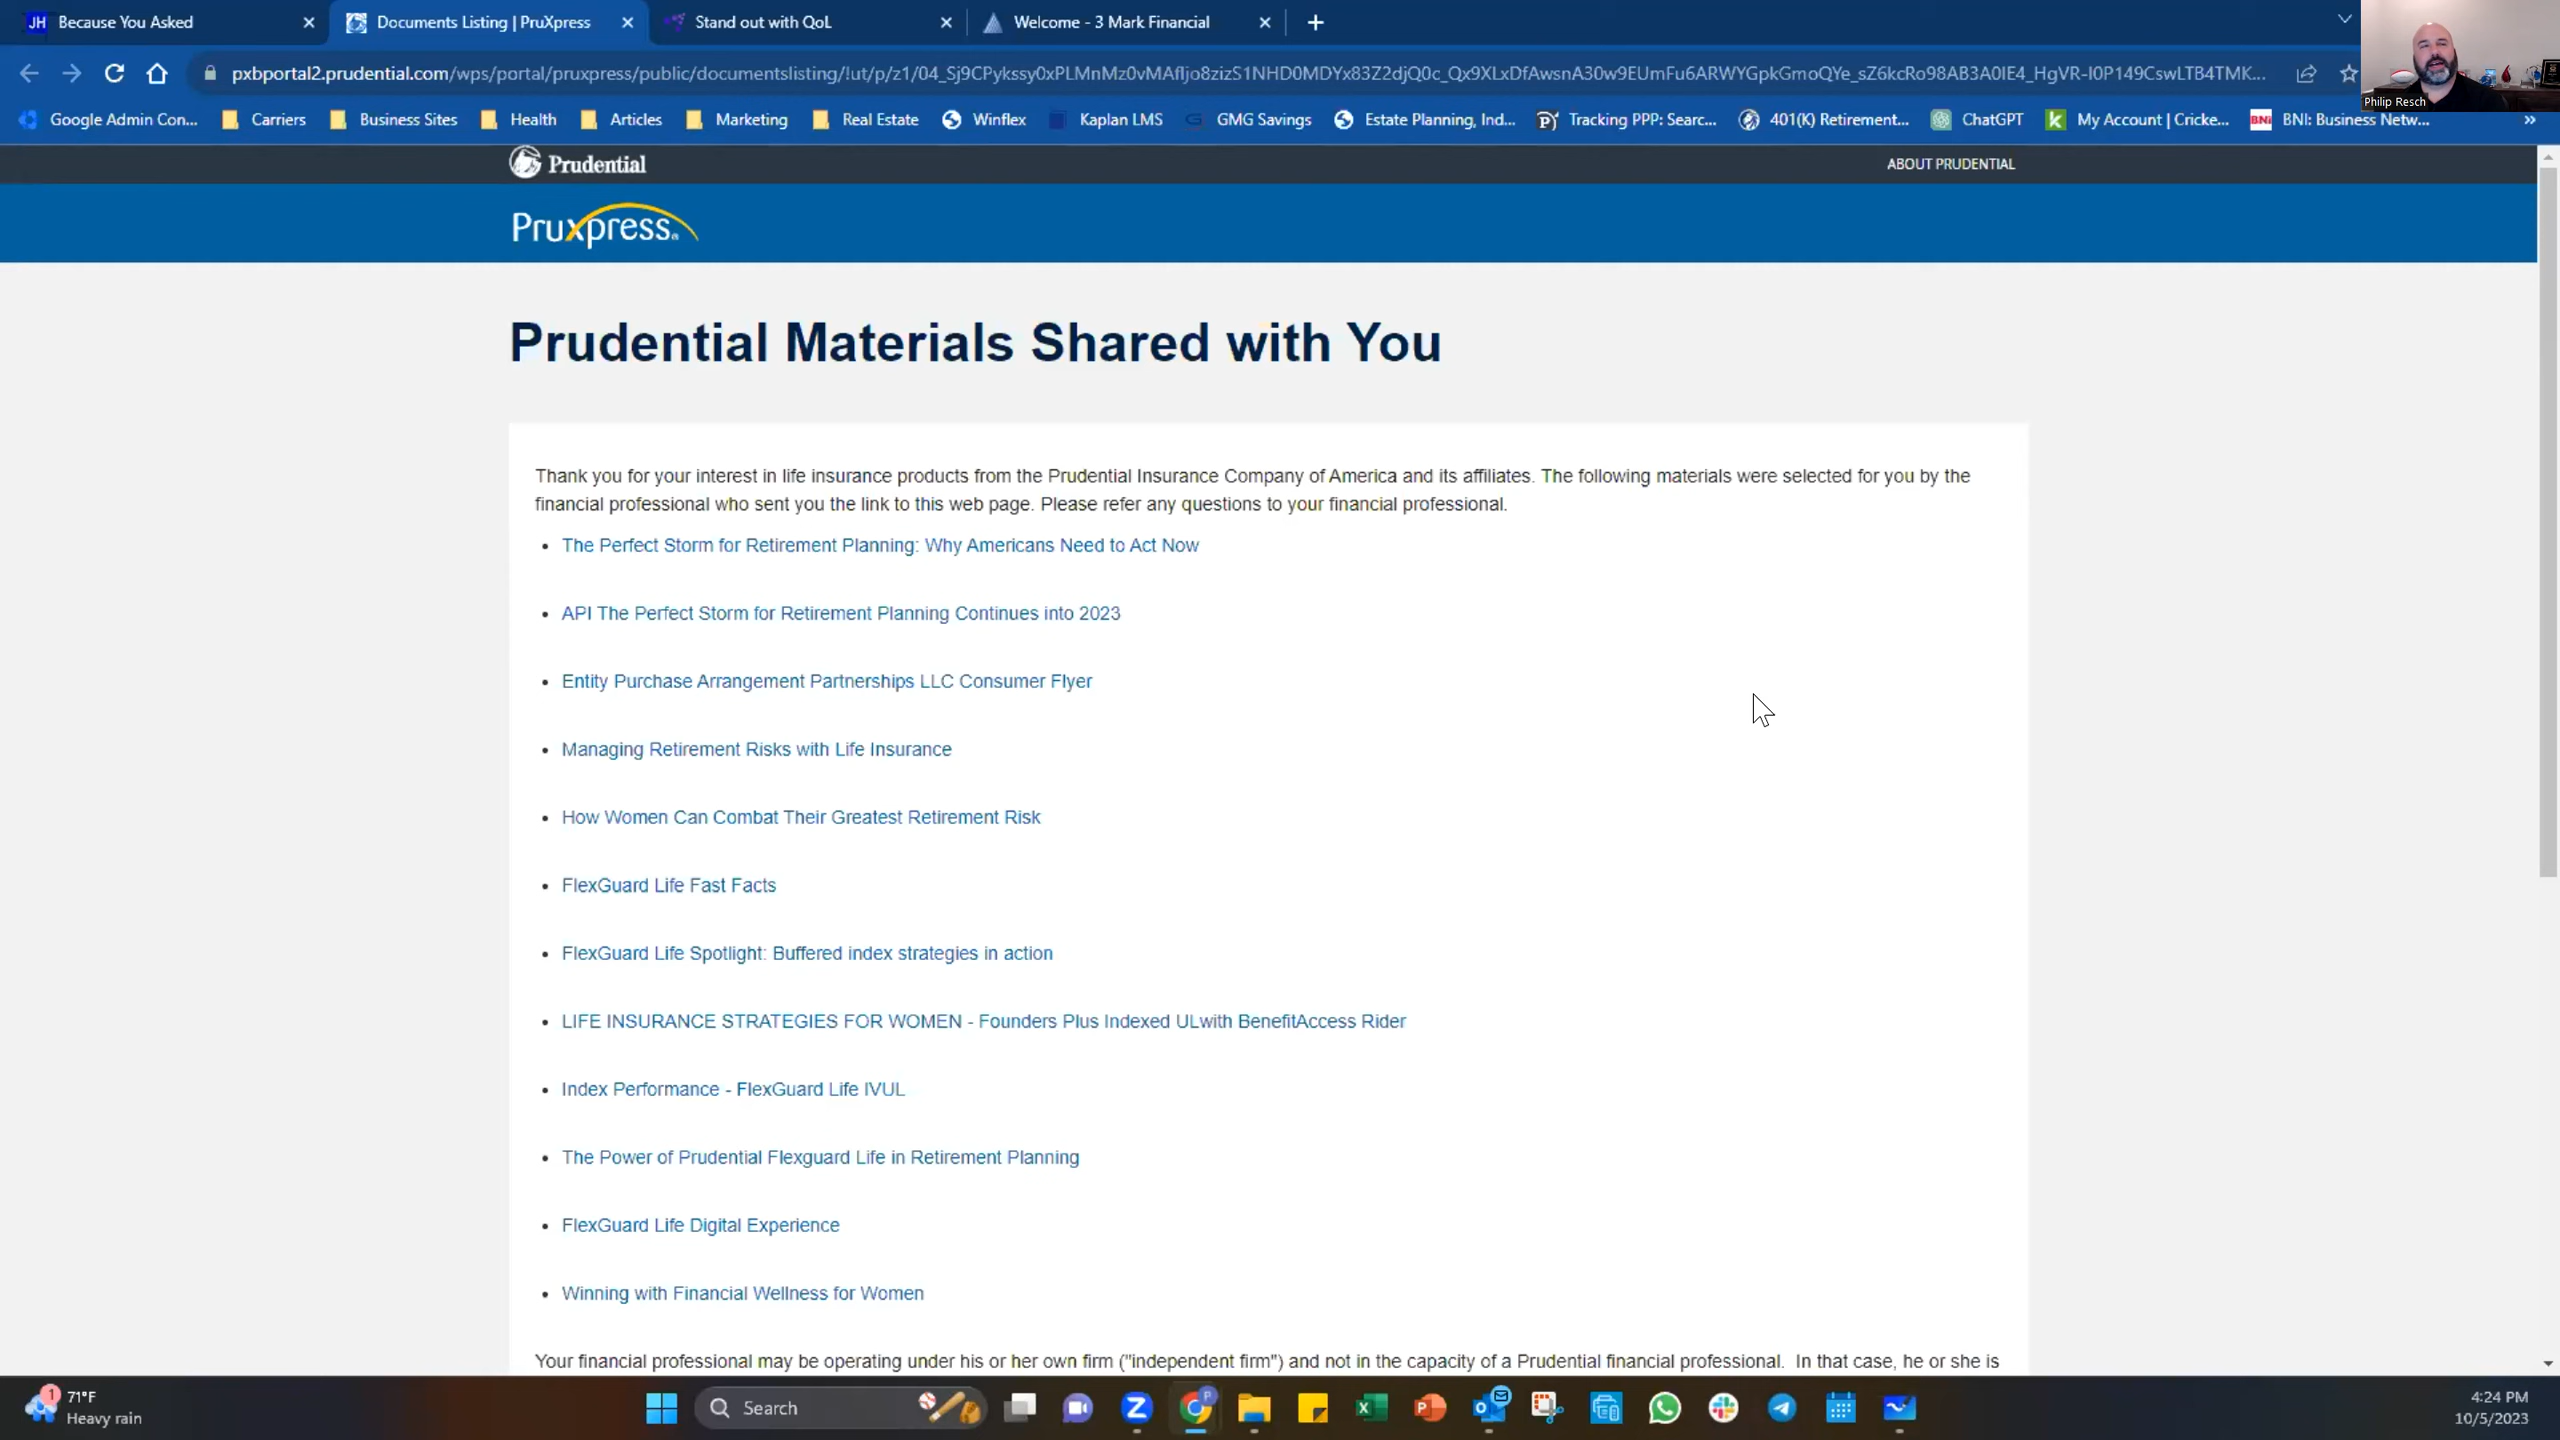 JH Because You Asked
Documents Listing | PruXpress
Stand out with QoL
Welcome - 3 Mark Financial
Philip Resch
Google Admin Con...
Carriers
Business Sites
Health
Articles
Marketing
Real Estate
Winflex
Kaplan LMS
GMG Savings
Estate Planning, Ind...
Tracking PPP: Searc...
401(K) Retirement...
ChatGPT
My Account | Cricke...
BNI: Business Netw...
Prudential
ABOUT PRUDENTIAL
Pruxpress
Prudential Materials Shared with You
Thank you for your interest in life insurance products from the Prudential Insurance Company of America and its affiliates. The following materials were selected for you by the
financial professional who sent you the link to this web page. Please refer any questions to your financial professional.
• The Perfect Storm for Retirement Planning: Why Americans Need to Act Now
• API The Perfect Storm for Retirement Planning Continues into 2023
• Entity Purchase Arrangement Partnerships LLC Consumer Flyer
• Managing Retirement Risks with Life Insurance
• How Women Can Combat Their Greatest Retirement Risk
• FlexGuard Life Fast Facts
• FlexGuard Life Spotlight: Buffered index strategies in action
• LIFE INSURANCE STRATEGIES FOR WOMEN - Founders Plus Indexed ULwith BenefitAccess Rider
• Index Performance - FlexGuard Life IVUL
• The Power of Prudential Flexguard Life in Retirement Planning
• FlexGuard Life Digital Experience
• Winning with Financial Wellness for Women
Your financial professional may be operating under his or her own firm ("independent firm") and not in the capacity of a Prudential financial professional. In that case, he or she is
1
71°F
Heavy rain
Search
4:24 PM
10/5/2023